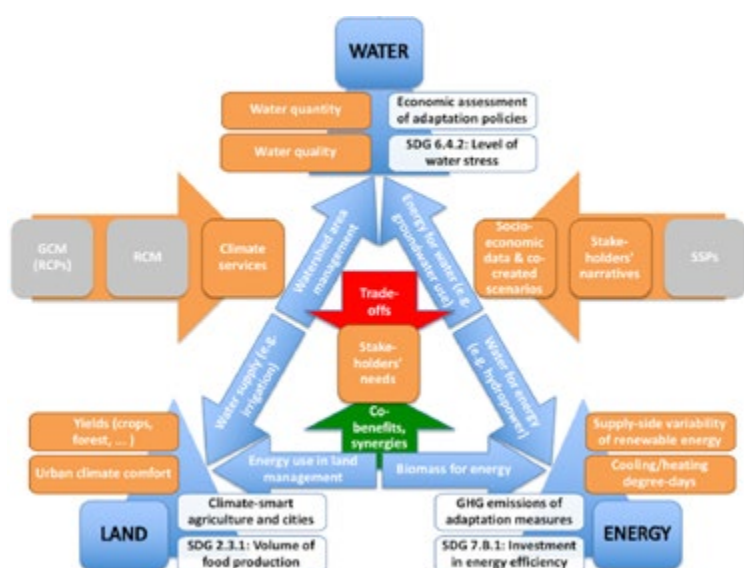 WATER
Water quantity
Economic assessment
of adaptation policies
Water quality
SDG 6.4.2: Level of
water stress
GCM
(RCPs)
RCM
Climate
services
Watershed area
management
Energy for water (e.g.
groundwater use)
Socio-
economic
data & co-
created
scenarios
Stake-
holders'
narratives
SSPs
Trade-
offs
Stake-
holders'
needs
Co-
benefits,
synergies
Water supply (e.g.
irrigation)
Water for energy
(e.g. hydropower)
Yields (crops,
forest, ... )
Urban climate comfort
Energy use in land
management
Biomass for energy
Supply-side variability
of renewable energy
Cooling/heating
degree-days
LAND
Climate-smart
agriculture and cities
SDG 2.3.1: Volume of
food production
GHG emissions of
adaptation measures
SDG 7.B.1: Investment
in energy efficiency
ENERGY